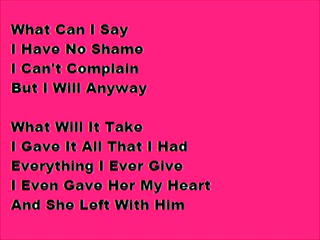 What Can I Say
I Have No Shame
I Can't Complain
But I Will Anyway

What Will It Take
I Gave It All That I Had
Everything I Ever Give
I Even Gave Her My Heart
And She Left With Him